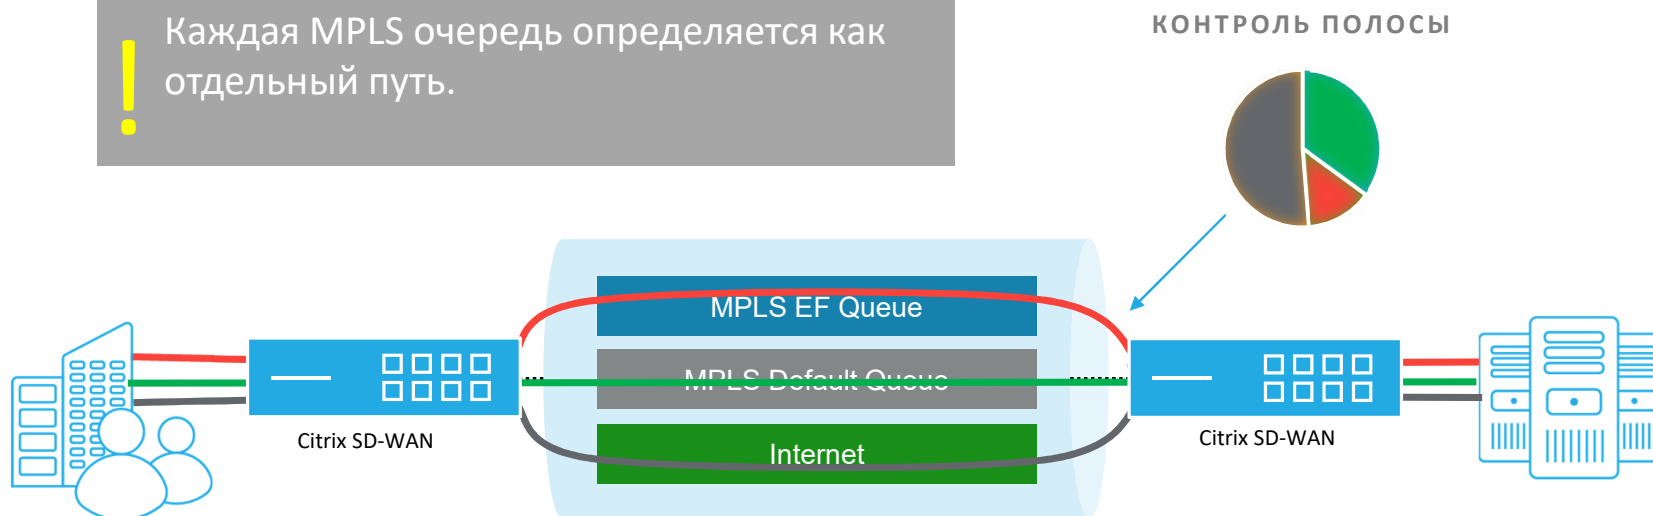 Каждая MPLS очередь определяется как
отдельный путь.
!
КОНТРОЛЬ ПОЛОСЫ
MPLS EF Queue
MPLS Default Queue
Internet
Citrix SD-WAN
Citrix SD-WAN